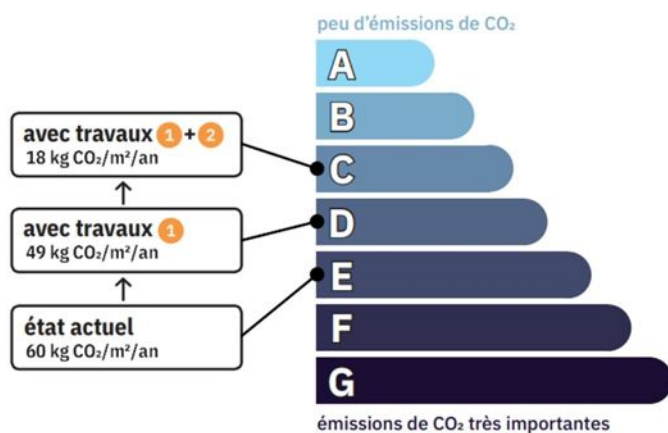 peu d'émissions de CO₂
A
B
C
D
E
F
G
émissions de CO₂ très importantes
avec travaux 1 + 2
18 kg CO₂/m²/an
avec travaux 1
49 kg CO₂/m²/an
état actuel
60 kg CO₂/m²/an